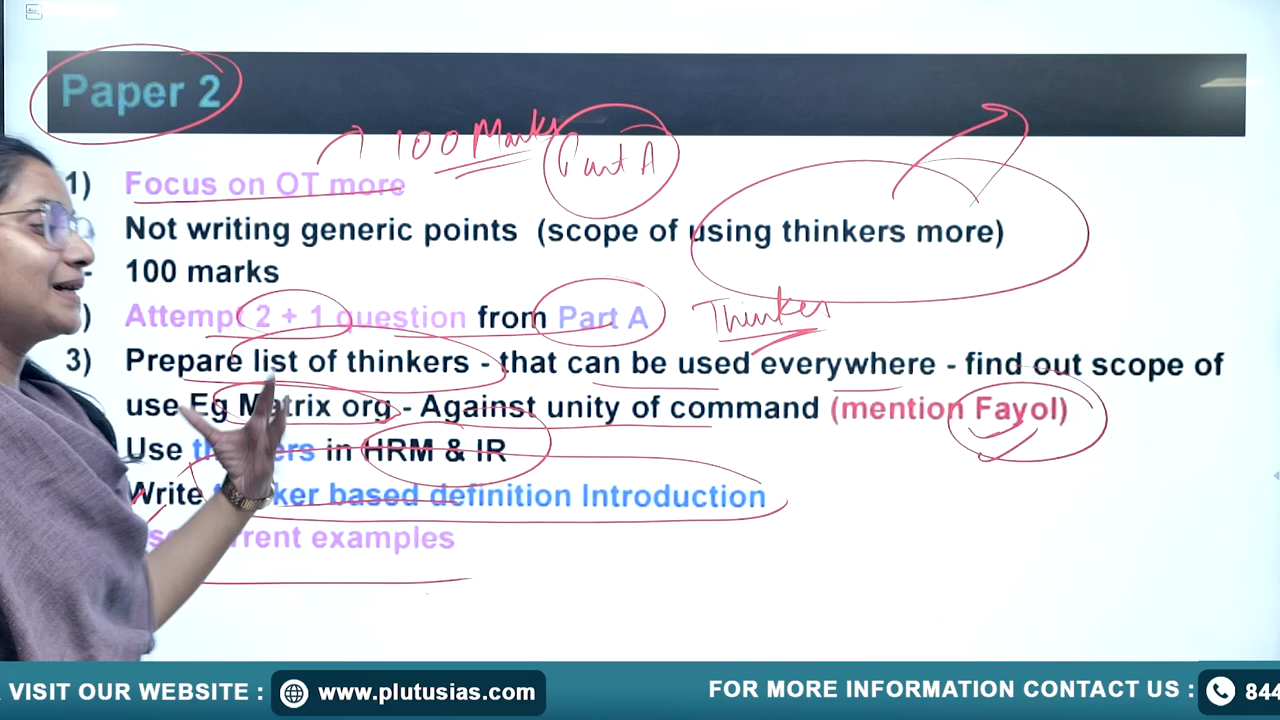 Paper 2
100 Marks
Part A
1) Focus on OT more
Not writing generic points (scope of using thinkers more)
- 100 marks
) Attempt 2 + 1 question from Part A
Thinker
3) Prepare list of thinkers - that can be used everywhere - find out scope of
use Eg Matrix org - Against unity of command (mention Fayol)
Use in HRM & IR
Write based definition Introduction
examples
VISIT OUR WEBSITE : www.plutusias.com FOR MORE INFORMATION CONTACT US : 844